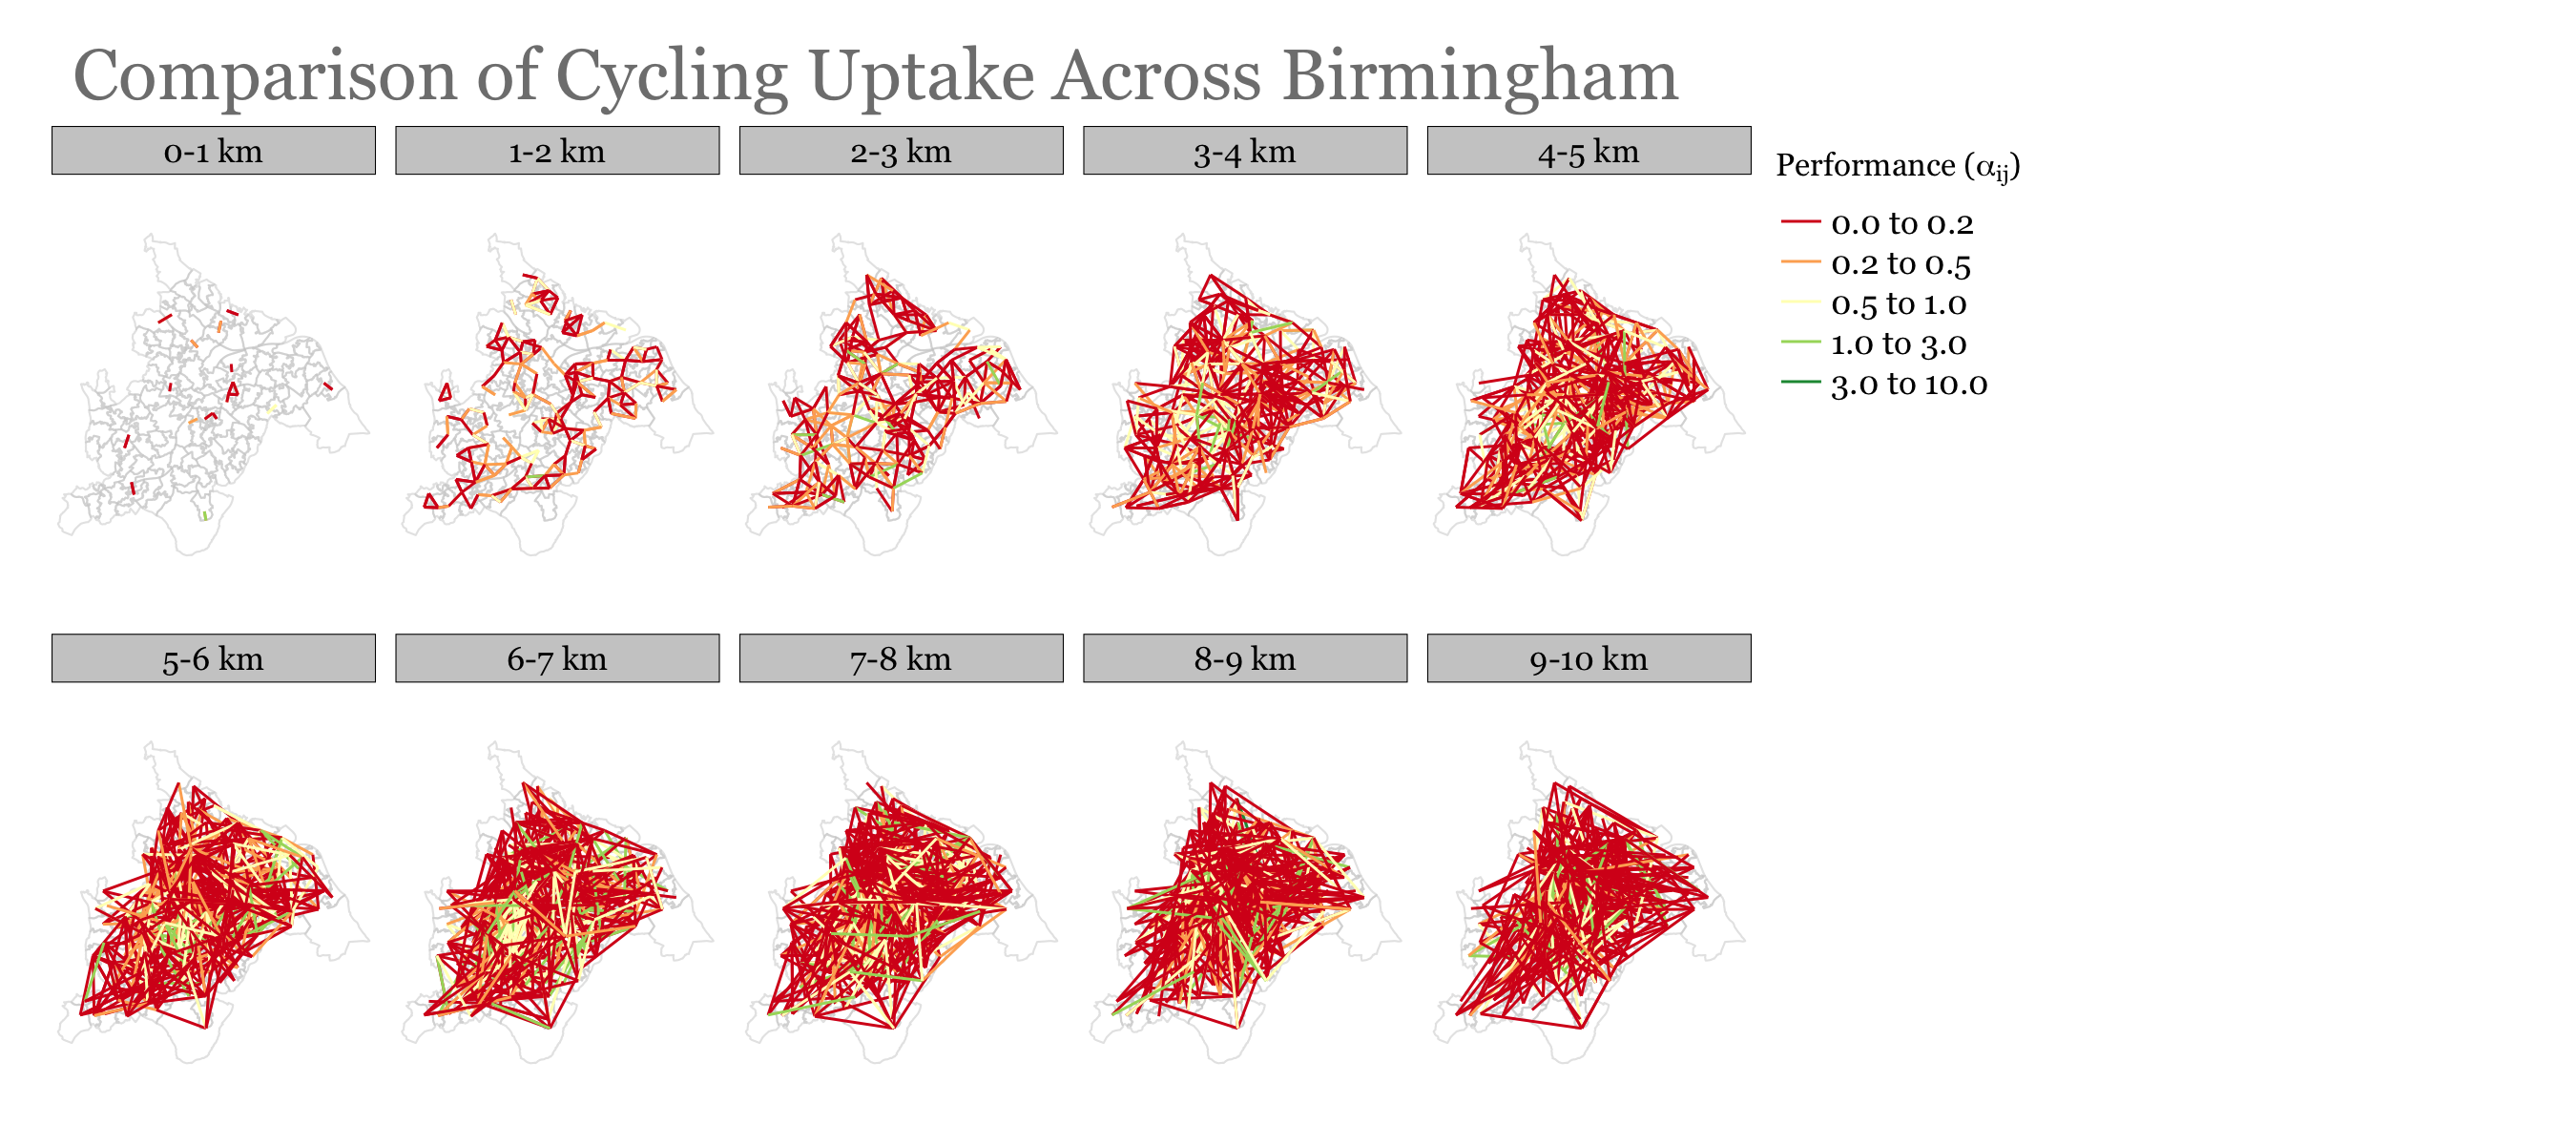 Comparison of Cycling Uptake Across Birmingham
0-1 km
1-2 km
2-3 km
3-4 km
4-5 km
Performance (αij)
0.0 to 0.2
0.2 to 0.5
0.5 to 1.0
1.0 to 3.0
3.0 to 10.0
5-6 km
6-7 km
7-8 km
8-9 km
9-10 km